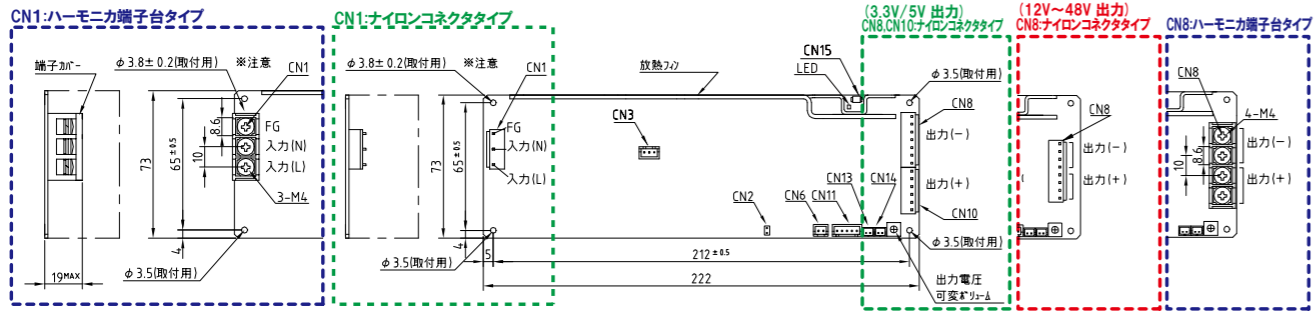 CN1:ハーモニカ端子台タイプ
端子カバー
φ3.8±0.2(取付用)
※注意
CN1
FG
入力(N)
入力(L)
3-M4
8.6
10
65±0.5
73
4
19MAX
φ3.5(取付用)
CN1:ナイロンコネクタタイプ
φ3.8±0.2(取付用)
※注意
CN1
FG
入力(N)
入力(L)
73
65±0.5
4
5
φ3.5(取付用)
放熱フィン
CN3
CN2
CN6
CN11
CN13
CN14
212±0.5
222
CN15
LED
(3.3V/5V 出力)
CN8,CN10:ナイロンコネクタタイプ
φ3.5(取付用)
CN8
出力(-)
出力(+)
CN10
φ3.5(取付用)
出力電圧
可変ボリューム
(12V～48V 出力)
CN8:ナイロンコネクタタイプ
CN8
出力(-)
出力(+)
CN8:ハーモニカ端子台タイプ
CN8
4-M4
8.6
10
出力(-)
出力(+)